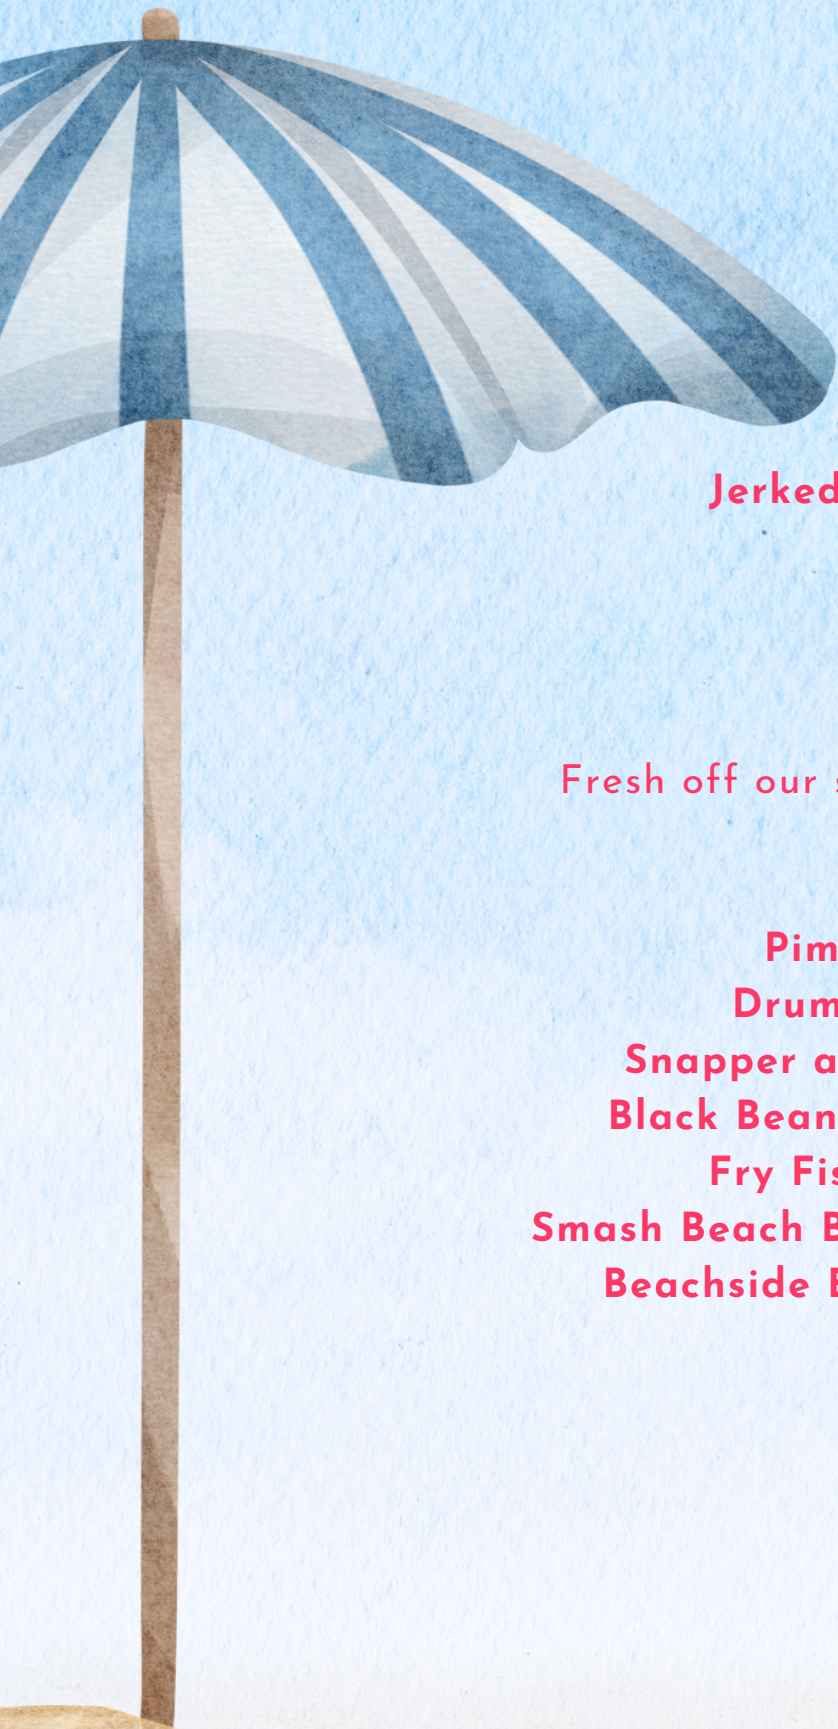 Jerked
Fresh off our
Pim
Drum
Snapper a
Black Bean
Fry Fis
Smash Beach B
Beachside